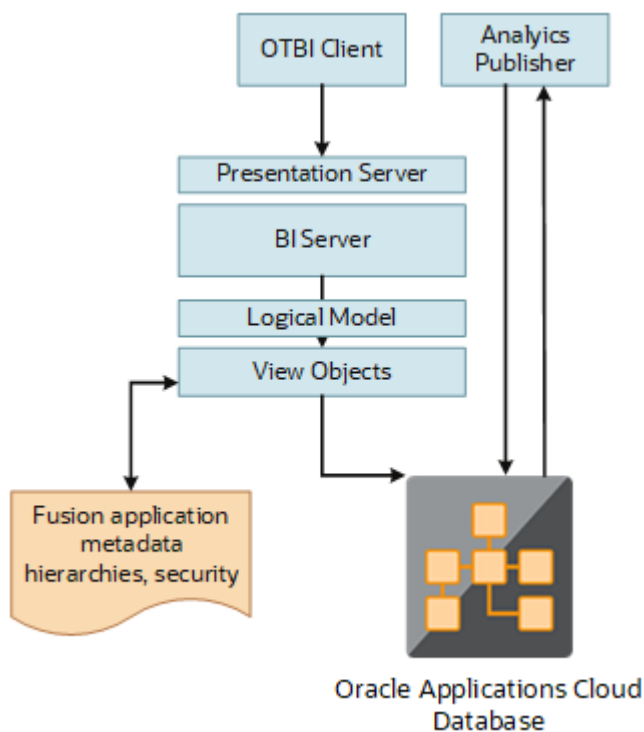 OTBI Client
Analyics
Publisher
Presentation Server
BI Server
Logical Model
View Objects
Fusion application
metadata
hierarchies, security
Oracle Applications Cloud
Database